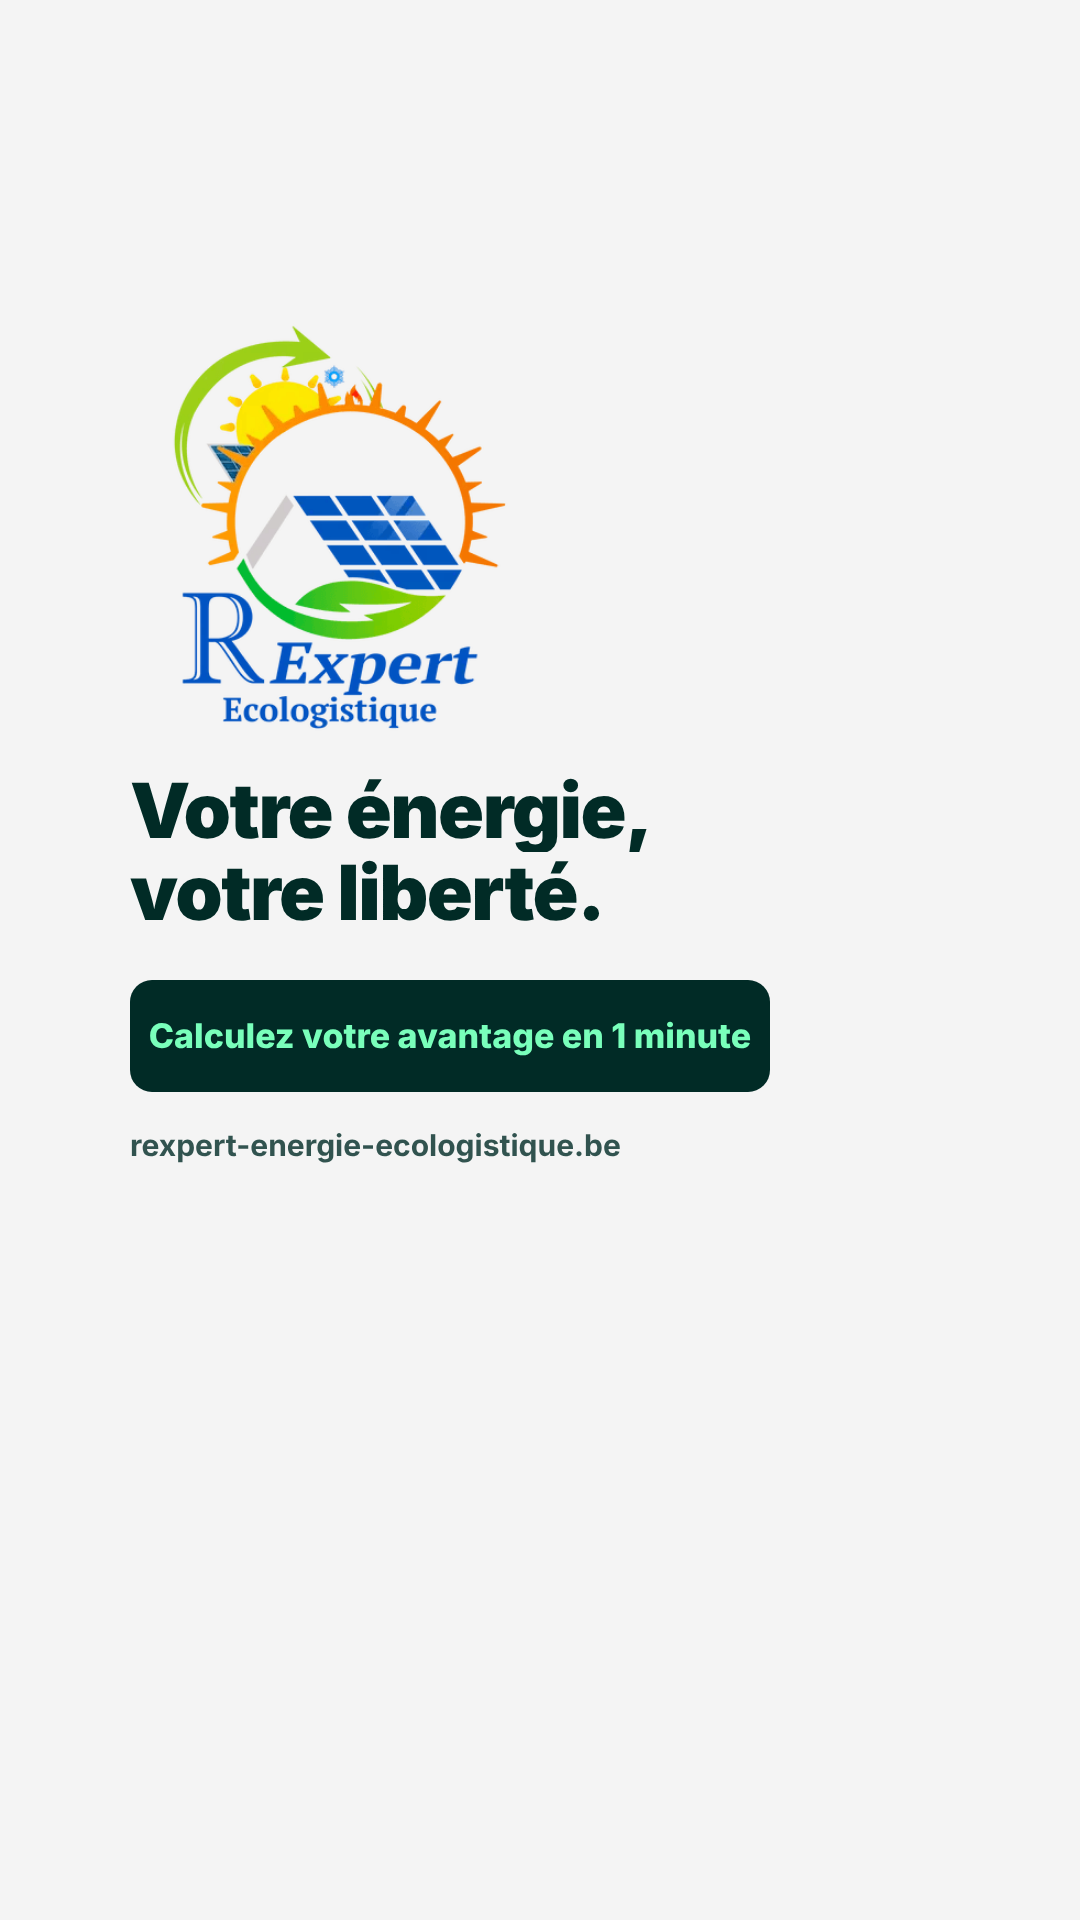 R Expert
Ecologistique
Votre énergie,
votre liberté.
Calculez votre avantage en 1 minute
rexpert-energie-ecologistique.be